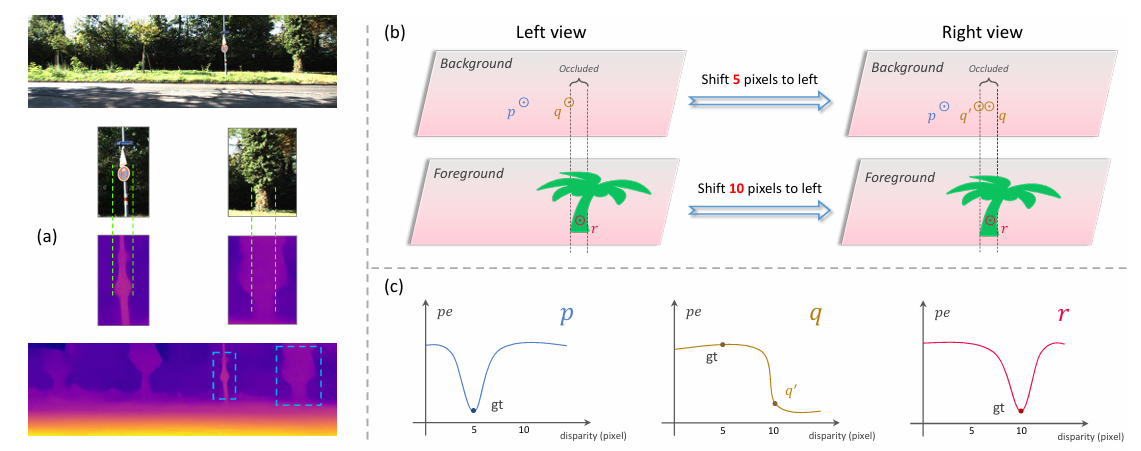 (a)
(b)
Left view
Right view
Background
Occluded
p
q
Shift 5 pixels to left
Background
Occluded
p
q′
q
Foreground
r
Shift 10 pixels to left
Foreground
r
(c)
pe
p
gt
5
10
disparity (pixel)
pe
q
gt
q′
5
10
disparity (pixel)
pe
r
gt
5
10
disparity (pixel)